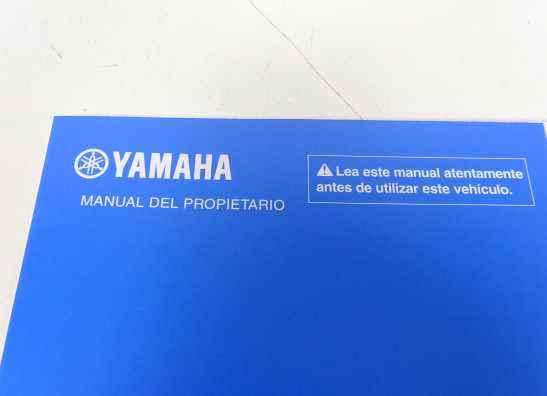 YAMAHA
MANUAL DEL PROPIETARIO
Lea este manual atentamente
antes de utilizar este vehículo.